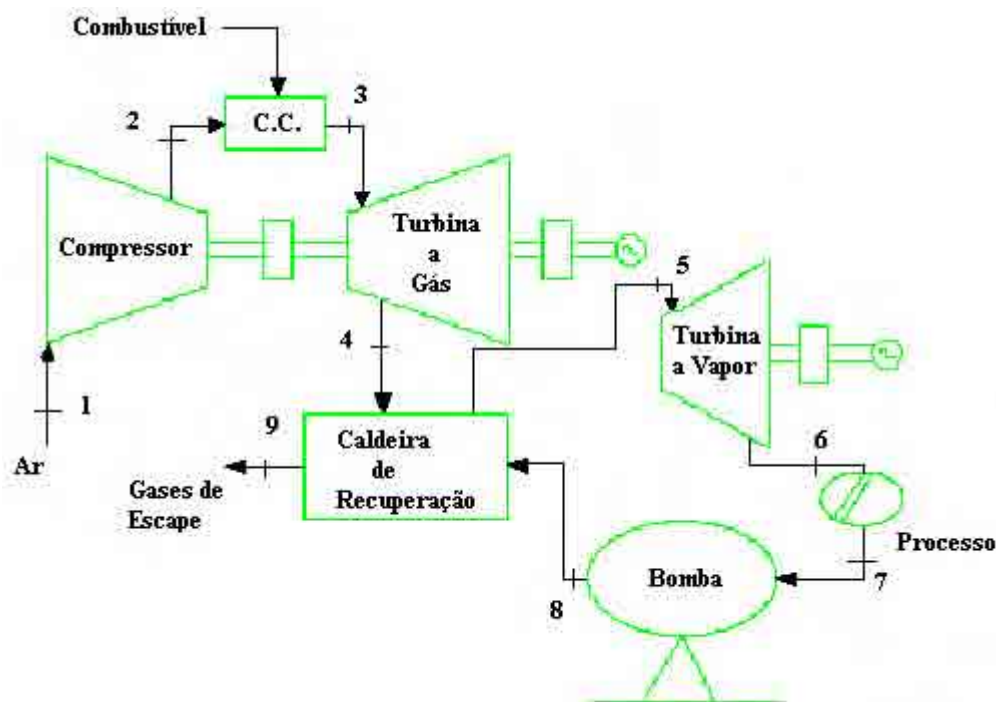 Combustível
2
3
C.C.
Compressor
Turbina
a
Gás
5
4
Turbina
a Vapor
1
9
6
Ar
Caldeira
de
Recuperação
Gases de
Escape
Processo
7
8
Bomba